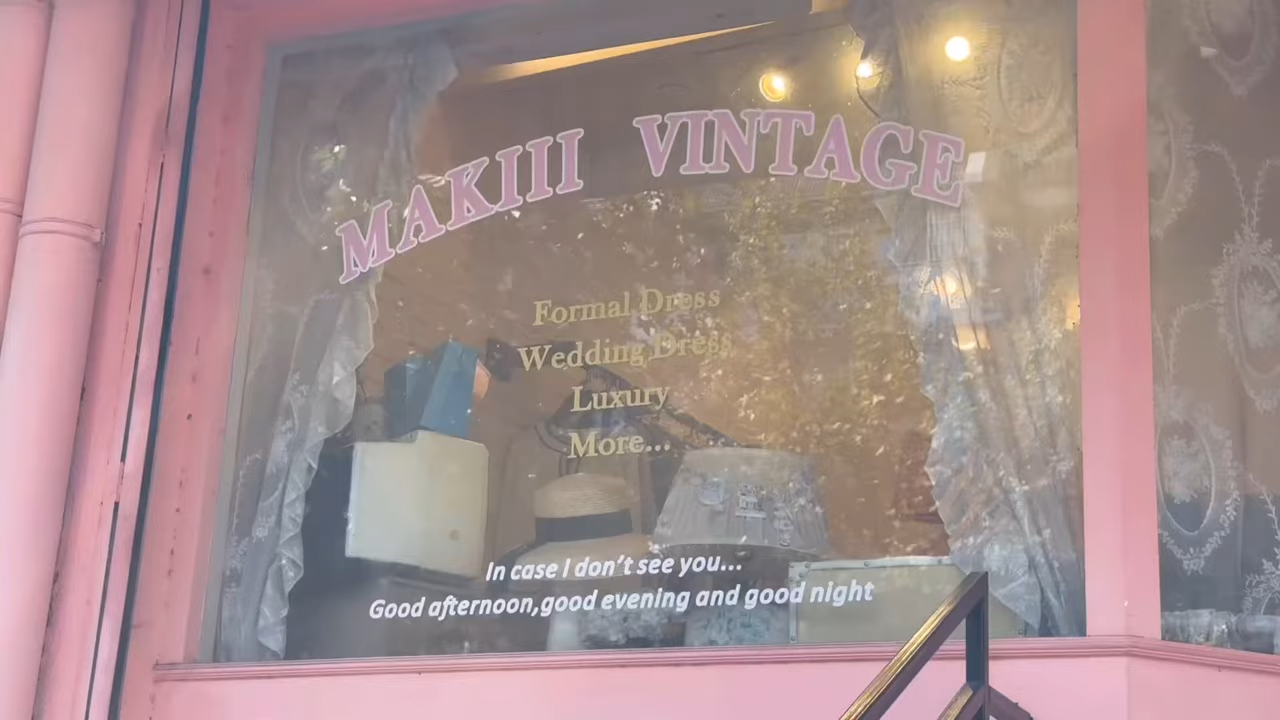 MAKIII VINTAGE
Formal Dress
Wedding Dress
Luxury
More...
In case I don't see you...
Good afternoon,good evening and good night